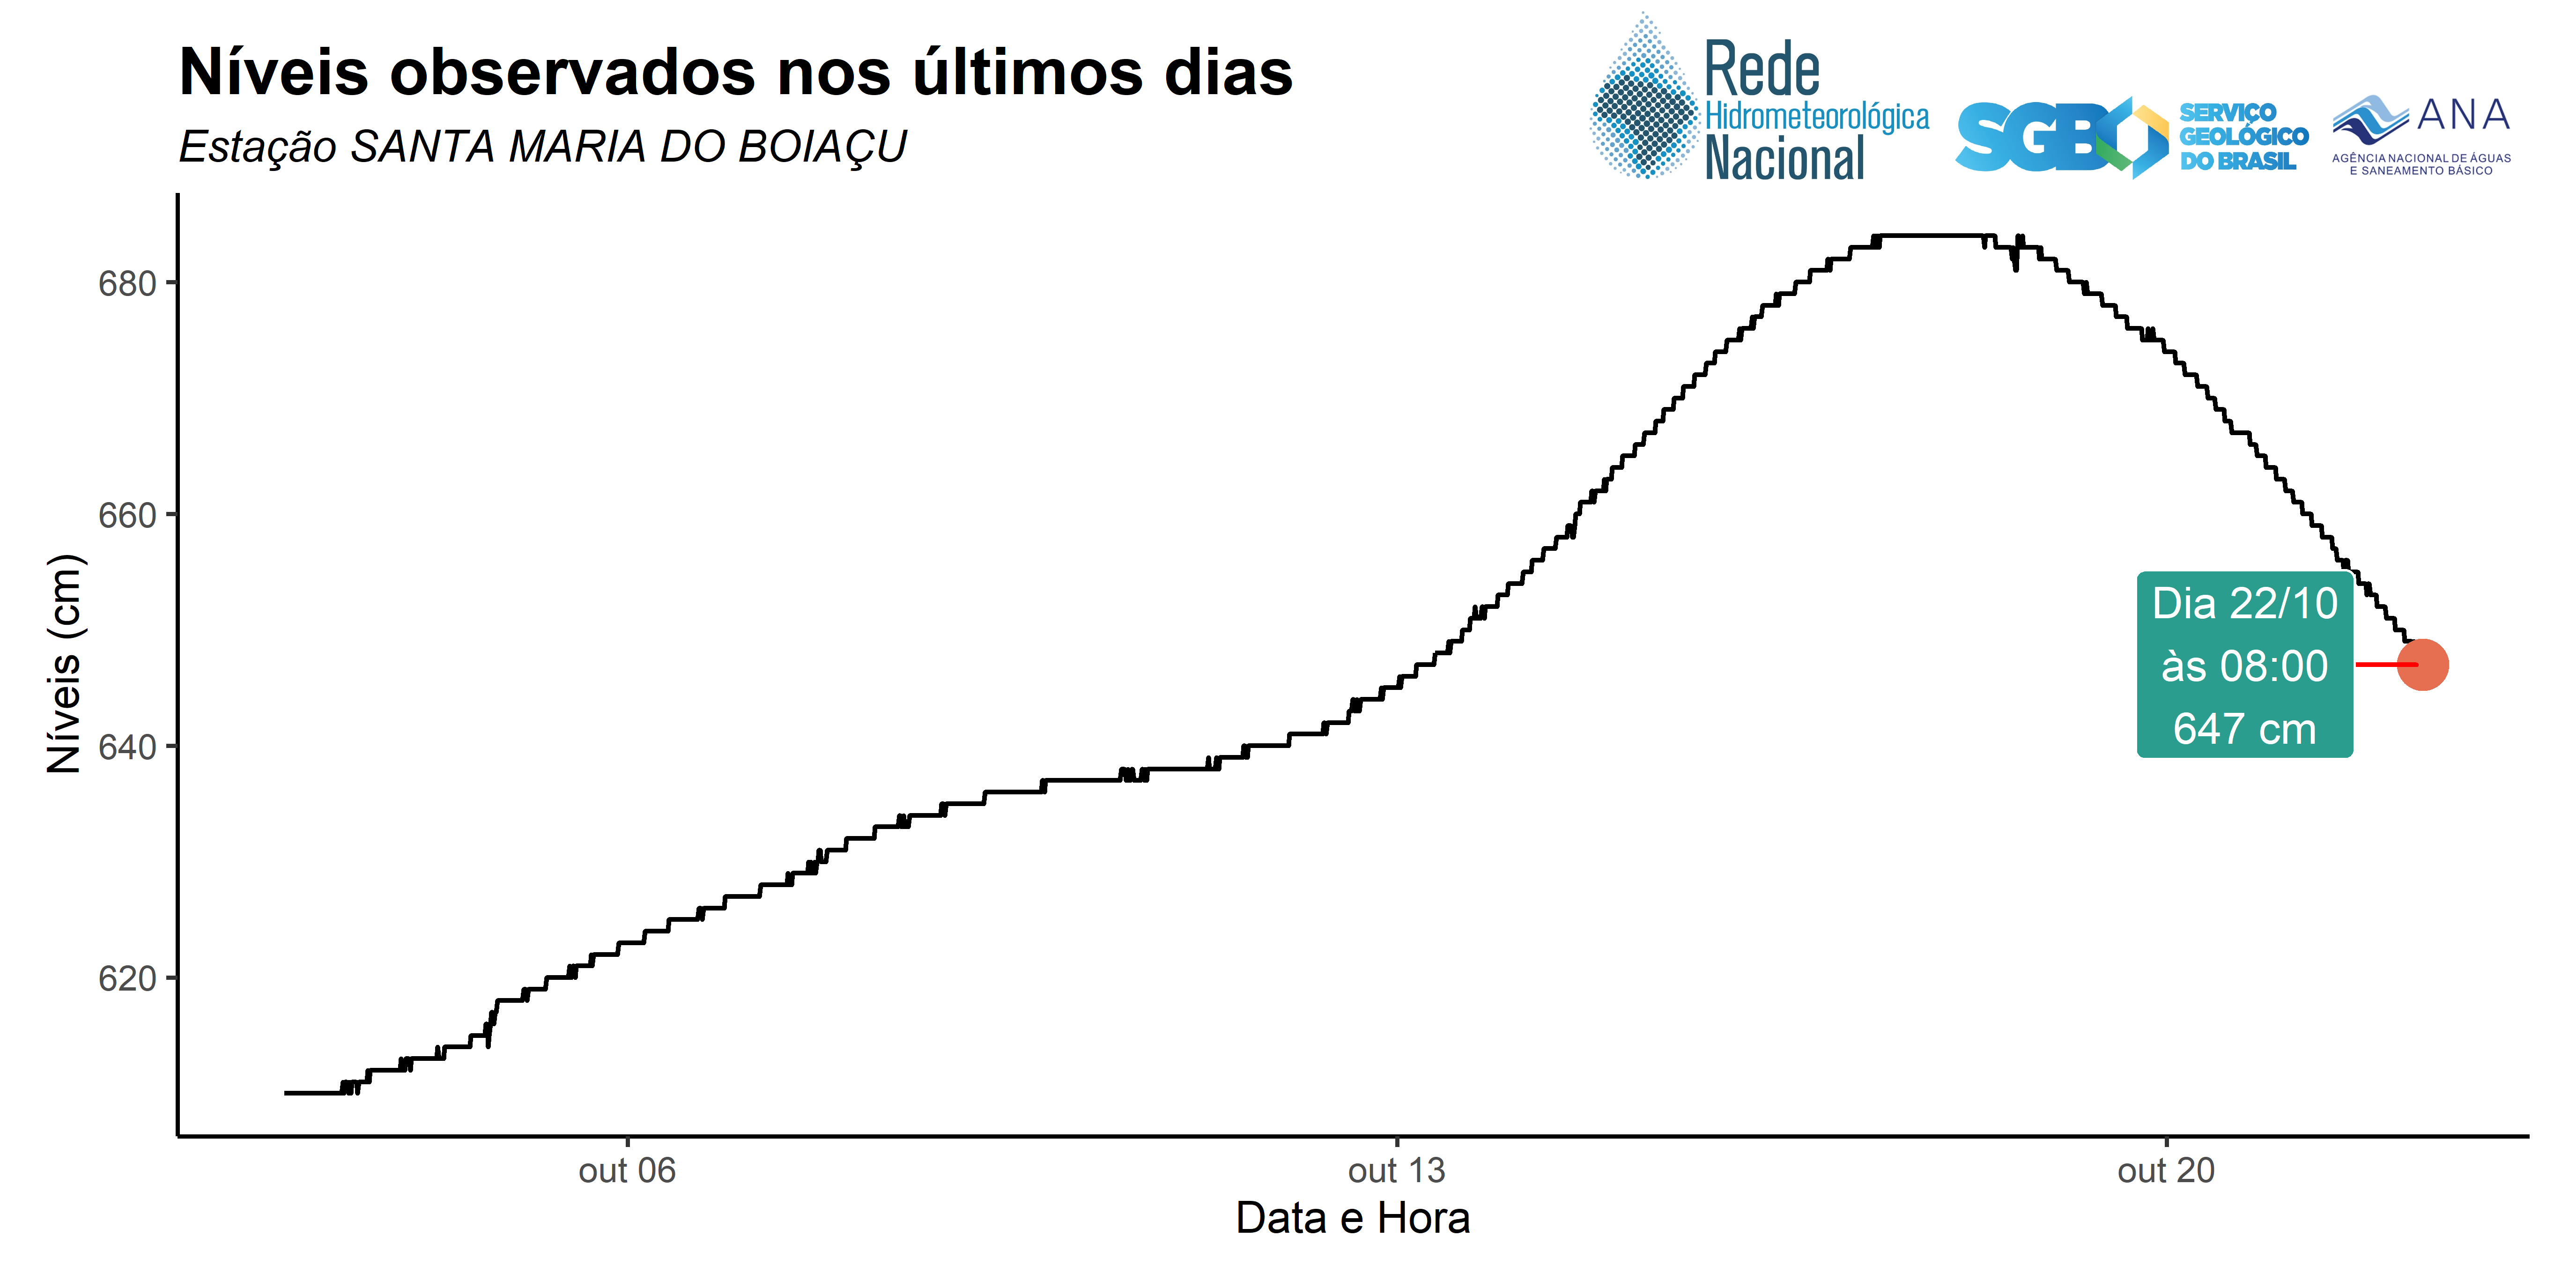 Níveis observados nos últimos dias
Estação SANTA MARIA DO BOIAÇU
Rede
Hidrometeorológica
Nacional
SGB
SERVIÇO
GEOLÓGICO
DO BRASIL
ANA
AGÊNCIA NACIONAL DE ÁGUAS
E SANEAMENTO BÁSICO
Níveis (cm)
680
660
640
620
Dia 22/10
às 08:00
647 cm
out 06
out 13
out 20
Data e Hora